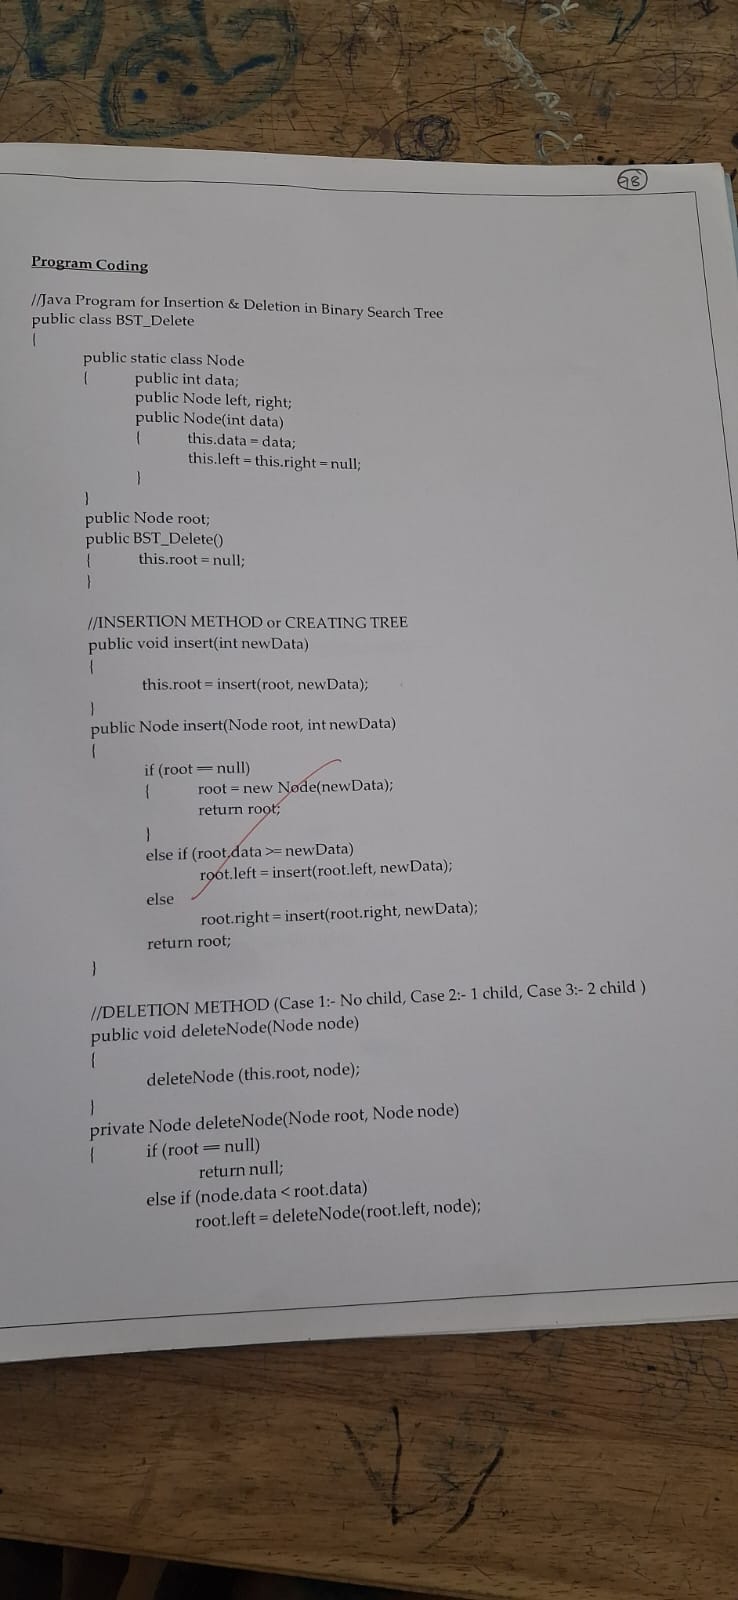 98
Program Coding
//Java Program for Insertion & Deletion in Binary Search Tree
public class BST_Delete
{
public static class Node
{ public int data;
public Node left, right;
public Node(int data)
{ this.data = data;
this.left = this.right = null;
}
}
public Node root;
public BST_Delete()
{ this.root = null;
}
//INSERTION METHOD or CREATING TREE
public void insert(int newData)
{
this.root = insert(root, newData);
}
public Node insert(Node root, int newData)
{
if (root == null)
{ root = new Node(newData);
return root;
}
else if (root.data >= newData)
root.left = insert(root.left, newData);
else
root.right = insert(root.right, newData);
return root;
}
//DELETION METHOD (Case 1:- No child, Case 2:- 1 child, Case 3:- 2 child )
public void deleteNode(Node node)
{
deleteNode (this.root, node);
}
private Node deleteNode(Node root, Node node)
{ if (root == null)
return null;
else if (node.data < root.data)
root.left = deleteNode(root.left, node);